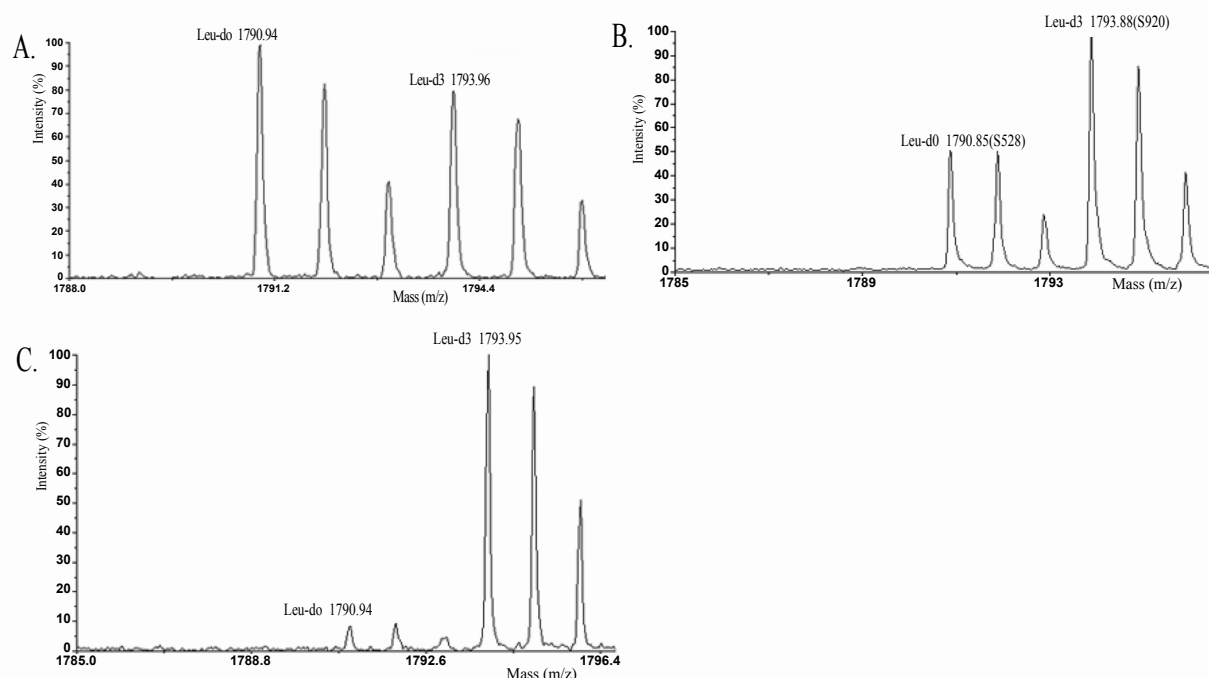 A.
Leu-do 1790.94
Leu-d3 1793.96
Intensity (%)
100
90
80
70
60
50
40
30
20
10
0
1788.0
1791.2
1794.4
Mass (m/z)
B.
Leu-d3 1793.88(S920)
Leu-d0 1790.85(S528)
Intensity (%)
100
90
80
70
60
50
40
30
20
10
0
1785
1789
1793
Mass (m/z)
C.
Leu-d3 1793.95
Leu-do 1790.94
Intensity (%)
100
90
80
70
60
50
40
30
20
10
0
1785.0
1788.8
1792.6
1796.4
Mass (m/z)